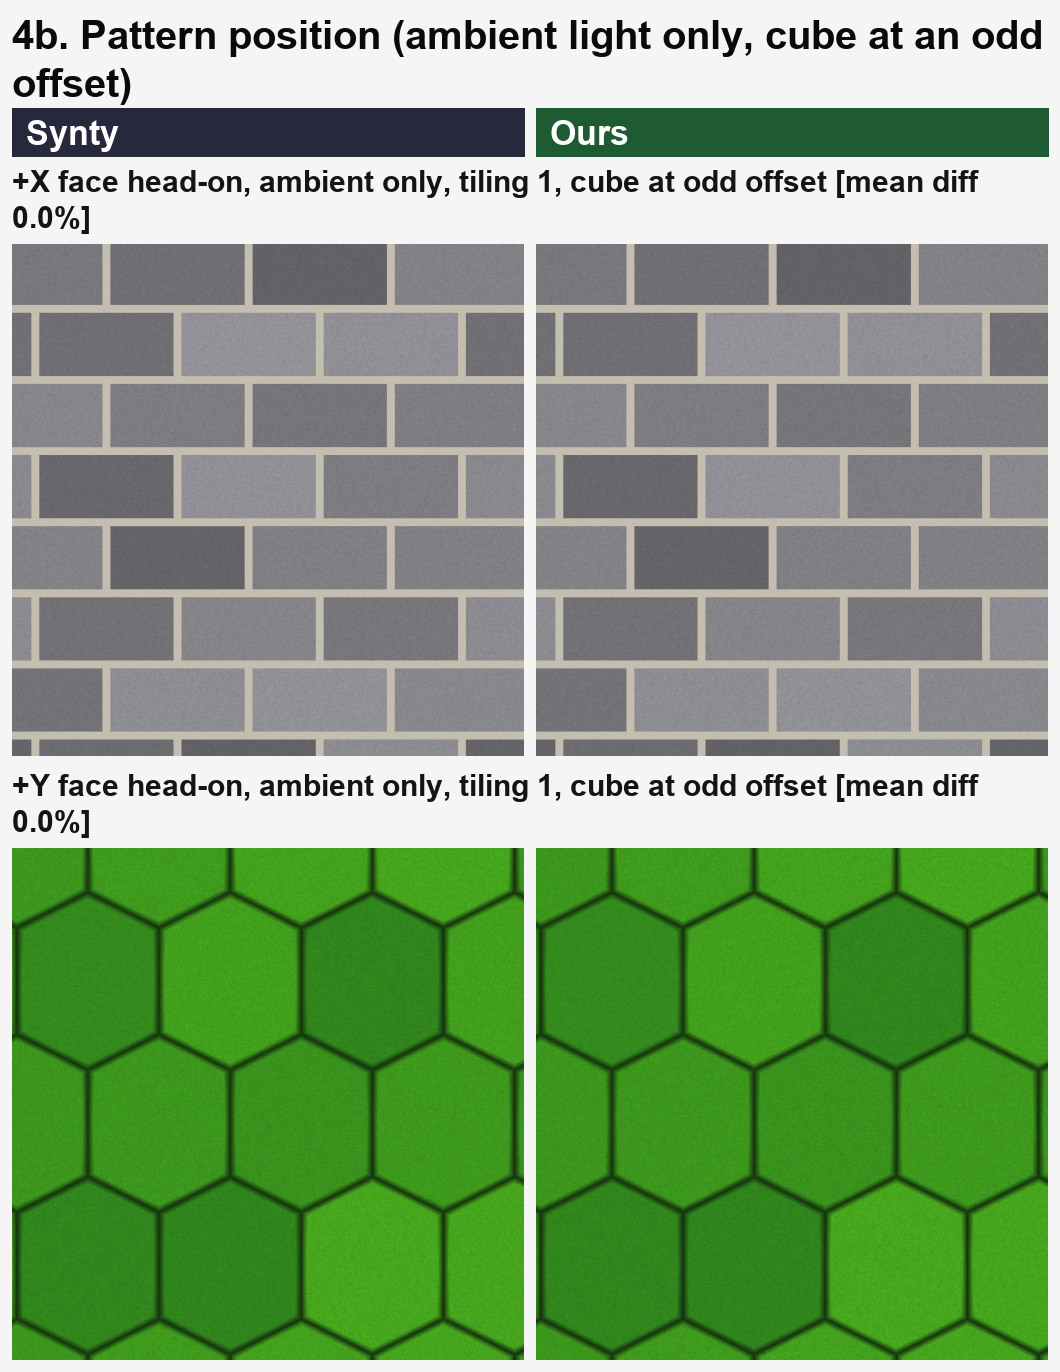 4b. Pattern position (ambient light only, cube at an odd
offset)
Synty
Ours
+X face head-on, ambient only, tiling 1, cube at odd offset [mean diff
0.0%]
+Y face head-on, ambient only, tiling 1, cube at odd offset [mean diff
0.0%]